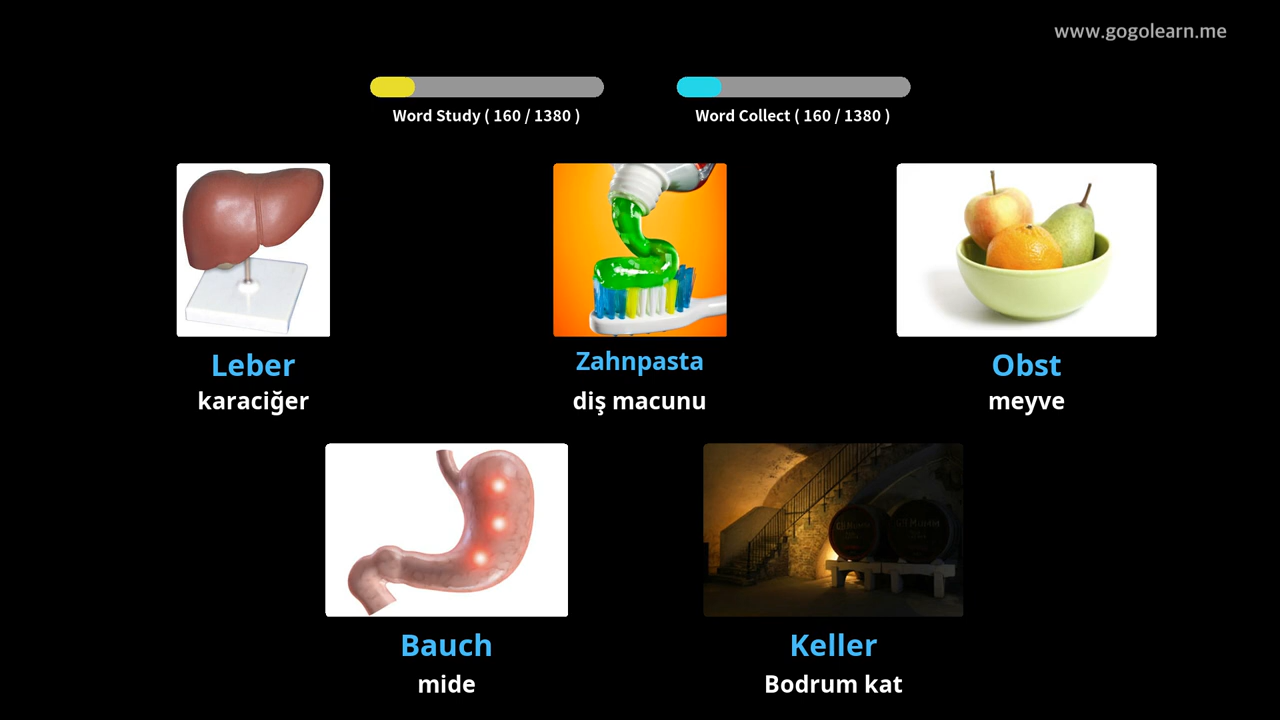 www.gogolearn.me
Word Study ( 160 / 1380 )
Word Collect ( 160 / 1380 )
Leber
karaciğer
Zahnpasta
diş macunu
Obst
meyve
Bauch
mide
Keller
Bodrum kat